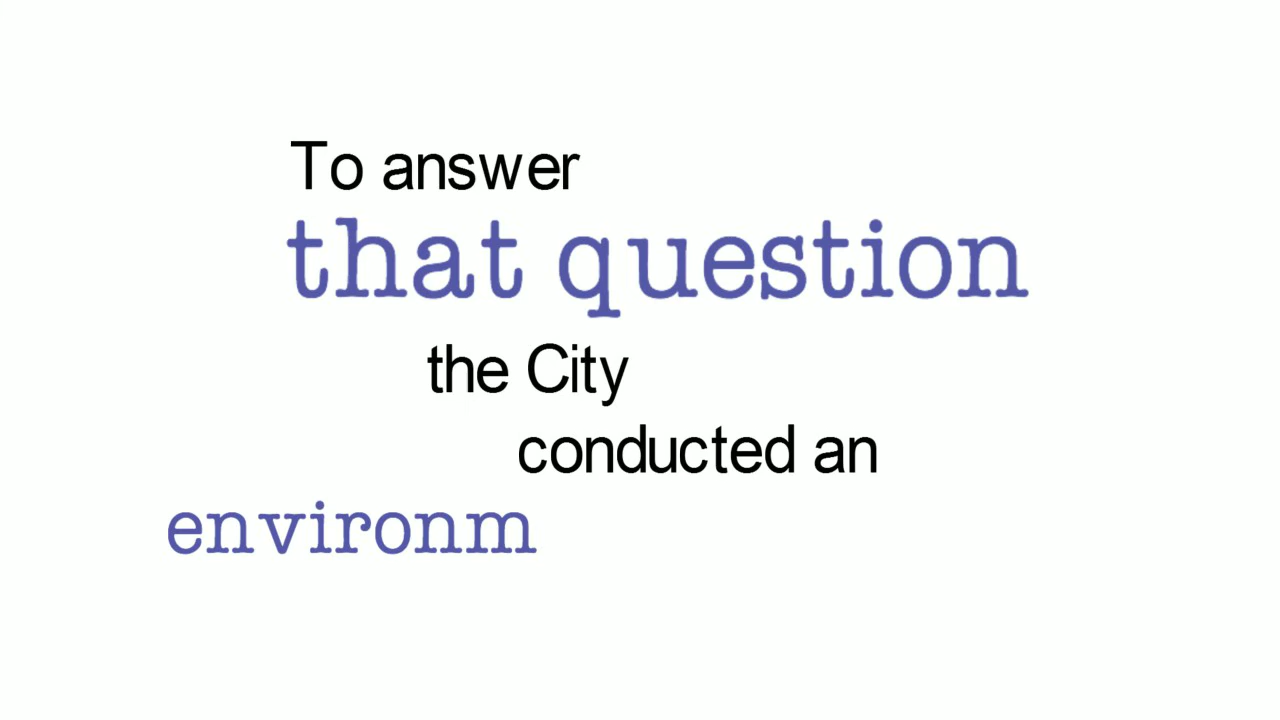 To answer
that question
the City
conducted an
environm